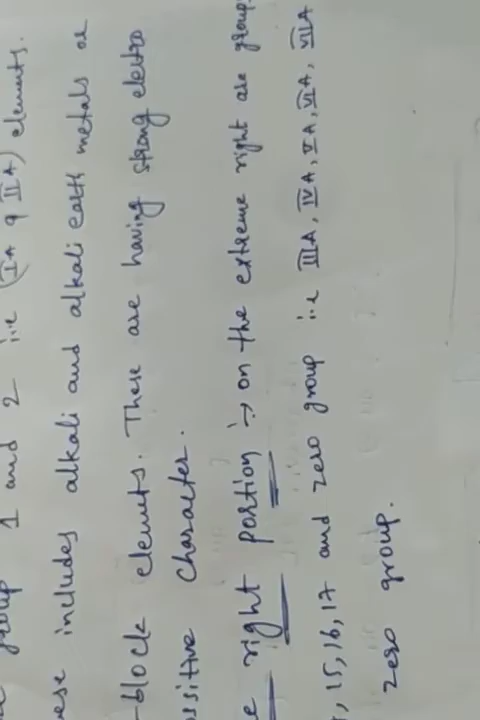 group 1 and 2 i.e (IA & IIA) elements.
ese includes alkali and alkali earth metals or
-block elemnts. These are having strong electro
ositive character.
e right portion :→ on the extreme right are group
, 15, 16, 17 and zero group i.e IIIA, IVA, VA, VIA, VIIA
zero group.